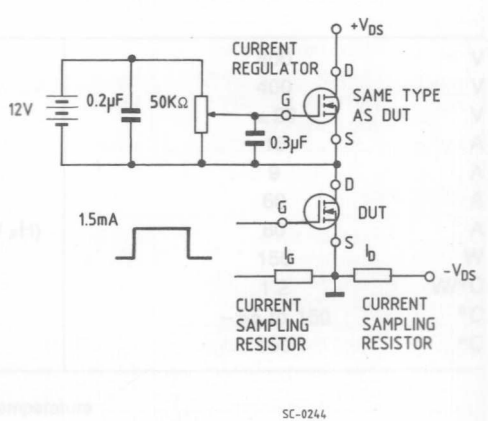 +VDS
CURRENT
REGULATOR
D
12V
0.2µF
50KΩ
G
SAME TYPE
AS DUT
0.3µF
S
D
G
DUT
1.5mA
S
IG
ID
-VDS
CURRENT
SAMPLING
RESISTOR
CURRENT
SAMPLING
RESISTOR
SC-0244